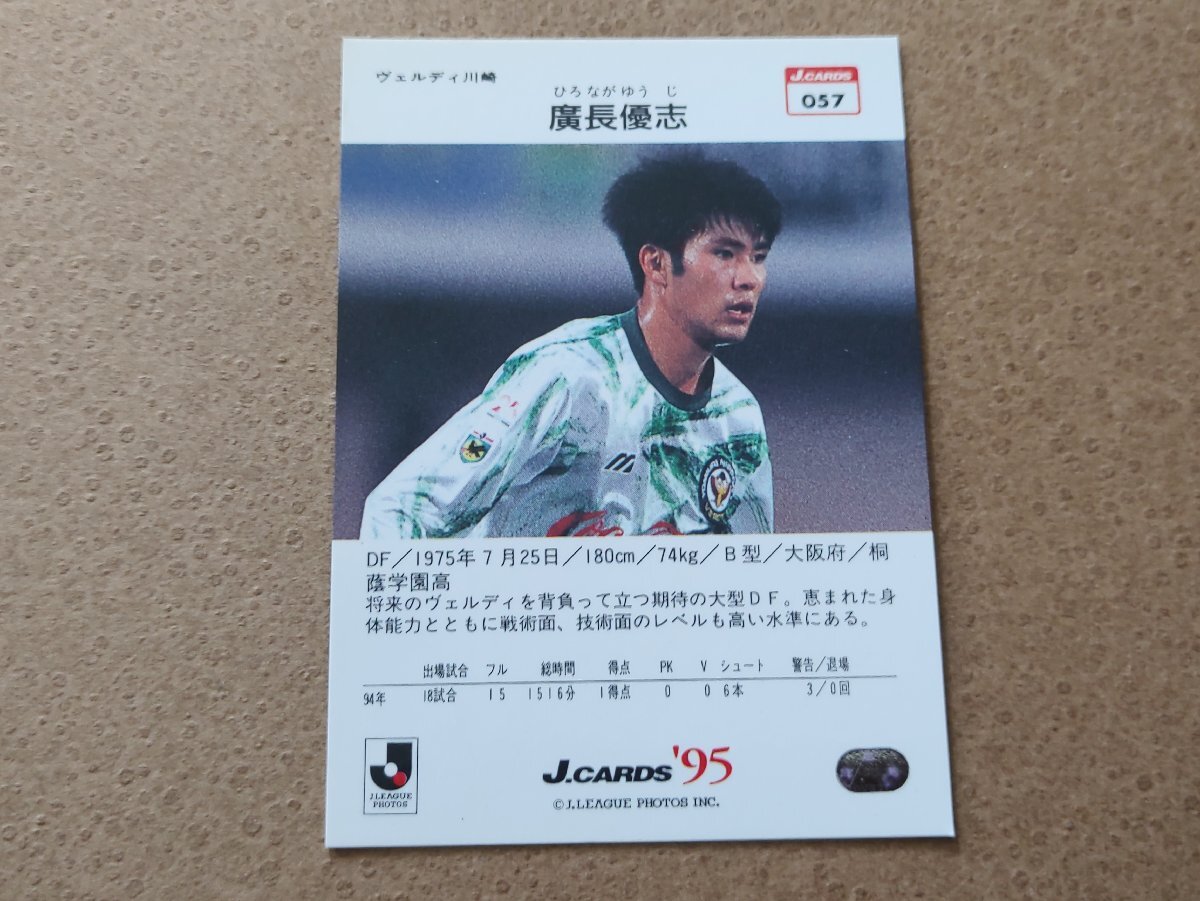 ヴェルディ川崎
J.CARDS
057
ひろ なが ゆう じ
廣長優志
DF／1975年7月25日／180cm／74kg／B型／大阪府／桐
蔭学園高
将来のヴェルディを背負って立つ期待の大型DF。恵まれた身
体能力とともに戦術面、技術面のレベルも高い水準にある。
出場試合 フル 総時間 得点 PK V シュート 警告／退場
94年 18試合 15 1516分 1得点 0 0 6本 3／0回
J.LEAGUE
PHOTOS
J.CARDS '95
©J.LEAGUE PHOTOS INC.